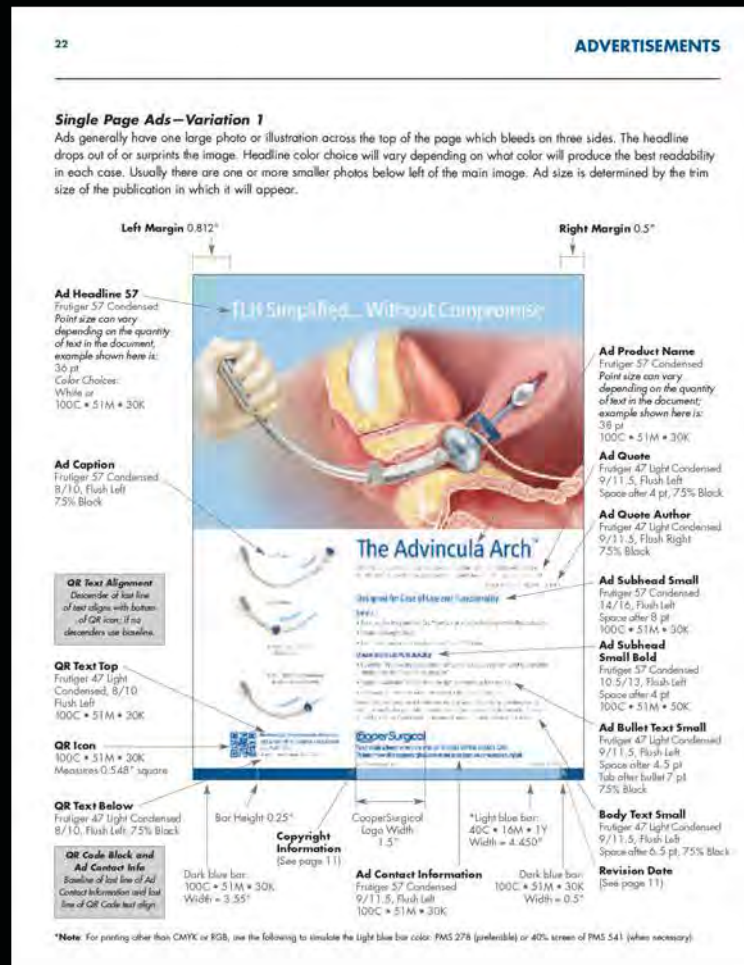 22
ADVERTISEMENTS
Single Page Ads—Variation 1
Ads generally have one large photo or illustration across the top of the page which bleeds on three sides. The headline
drops out of or surprints the image. Headline color choice will vary depending on what color will produce the best readability
in each case. Usually there are one or more smaller photos below left of the main image. Ad size is determined by the trim
size of the publication in which it will appear.
Left Margin 0.812"
Right Margin 0.5"
Ad Headline 57
Frutiger 57 Condensed
Point size can vary
depending on the quantity
of text in the document,
example shown here is:
36 pt
Color Choices:
White or
100C • 51M • 30K
Ad Caption
Frutiger 57 Condensed
8/10, Flush Left
75% Black
QR Text Alignment
Descender of last line
of text aligns with bottom
of QR icon; if no
descenders use baseline.
QR Text Top
Frutiger 47 Light
Condensed, 8/10
Flush Left
100C • 51M • 30K
QR Icon
100C • 51M • 30K
Measures 0.548" square
QR Text Below
Frutiger 47 Light Condensed
8/10, Flush Left, 75% Black
QR Code Block and
Ad Contact Info
Baseline of last line of Ad
Contact Information and last
line of QR Code text align.
TLH Simplified... Without Compromise
The Advincula Arch™
Designed for Ease of Use and Functionality
CooperSurgical
Ad Product Name
Frutiger 57 Condensed
Point size can vary
depending on the quantity
of text in the document;
example shown here is:
38 pt
100C • 51M • 30K
Ad Quote
Frutiger 47 Light Condensed
9/11.5, Flush Left
Space after 4 pt, 75% Black
Ad Quote Author
Frutiger 47 Light Condensed
9/11.5, Flush Right
75% Black
Ad Subhead Small
Frutiger 57 Condensed
14/16, Flush Left
Space after 8 pt
100C • 51M • 30K
Ad Subhead
Small Bold
Frutiger 57 Condensed
10.5/13, Flush Left
Space after 4 pt
100C • 51M • 50K
Ad Bullet Text Small
Frutiger 47 Light Condensed
9/11.5, Flush Left
Space after 4.5 pt
Tab after bullet 7 pt
75% Black
Body Text Small
Frutiger 47 Light Condensed
9/11.5, Flush Left
Space after 6.5 pt, 75% Black
Revision Date
(See page 11)
Bar Height 0.25"
Copyright
Information
(See page 11)
CooperSurgical
Logo Width
1.5"
*Light blue bar:
40C • 16M • 1Y
Width = 4.450"
Dark blue bar:
100C • 51M • 30K
Width = 3.55"
Ad Contact Information
Frutiger 57 Condensed
9/11.5, Flush Left
100C • 51M • 30K
Dark blue bar:
100C • 51M • 30K
Width = 0.5"
*Note: For printing other than CMYK or RGB, use the following to simulate the Light blue bar color: PMS 278 (preferable) or 40% screen of PMS 541 (when necessary).